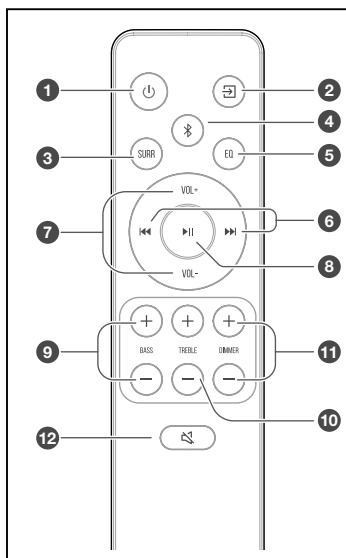 1
2
4
3
SURR
EQ
5
VOL+
6
7
8
VOL-
9
BASS
TREBLE
DIMMER
11
10
12